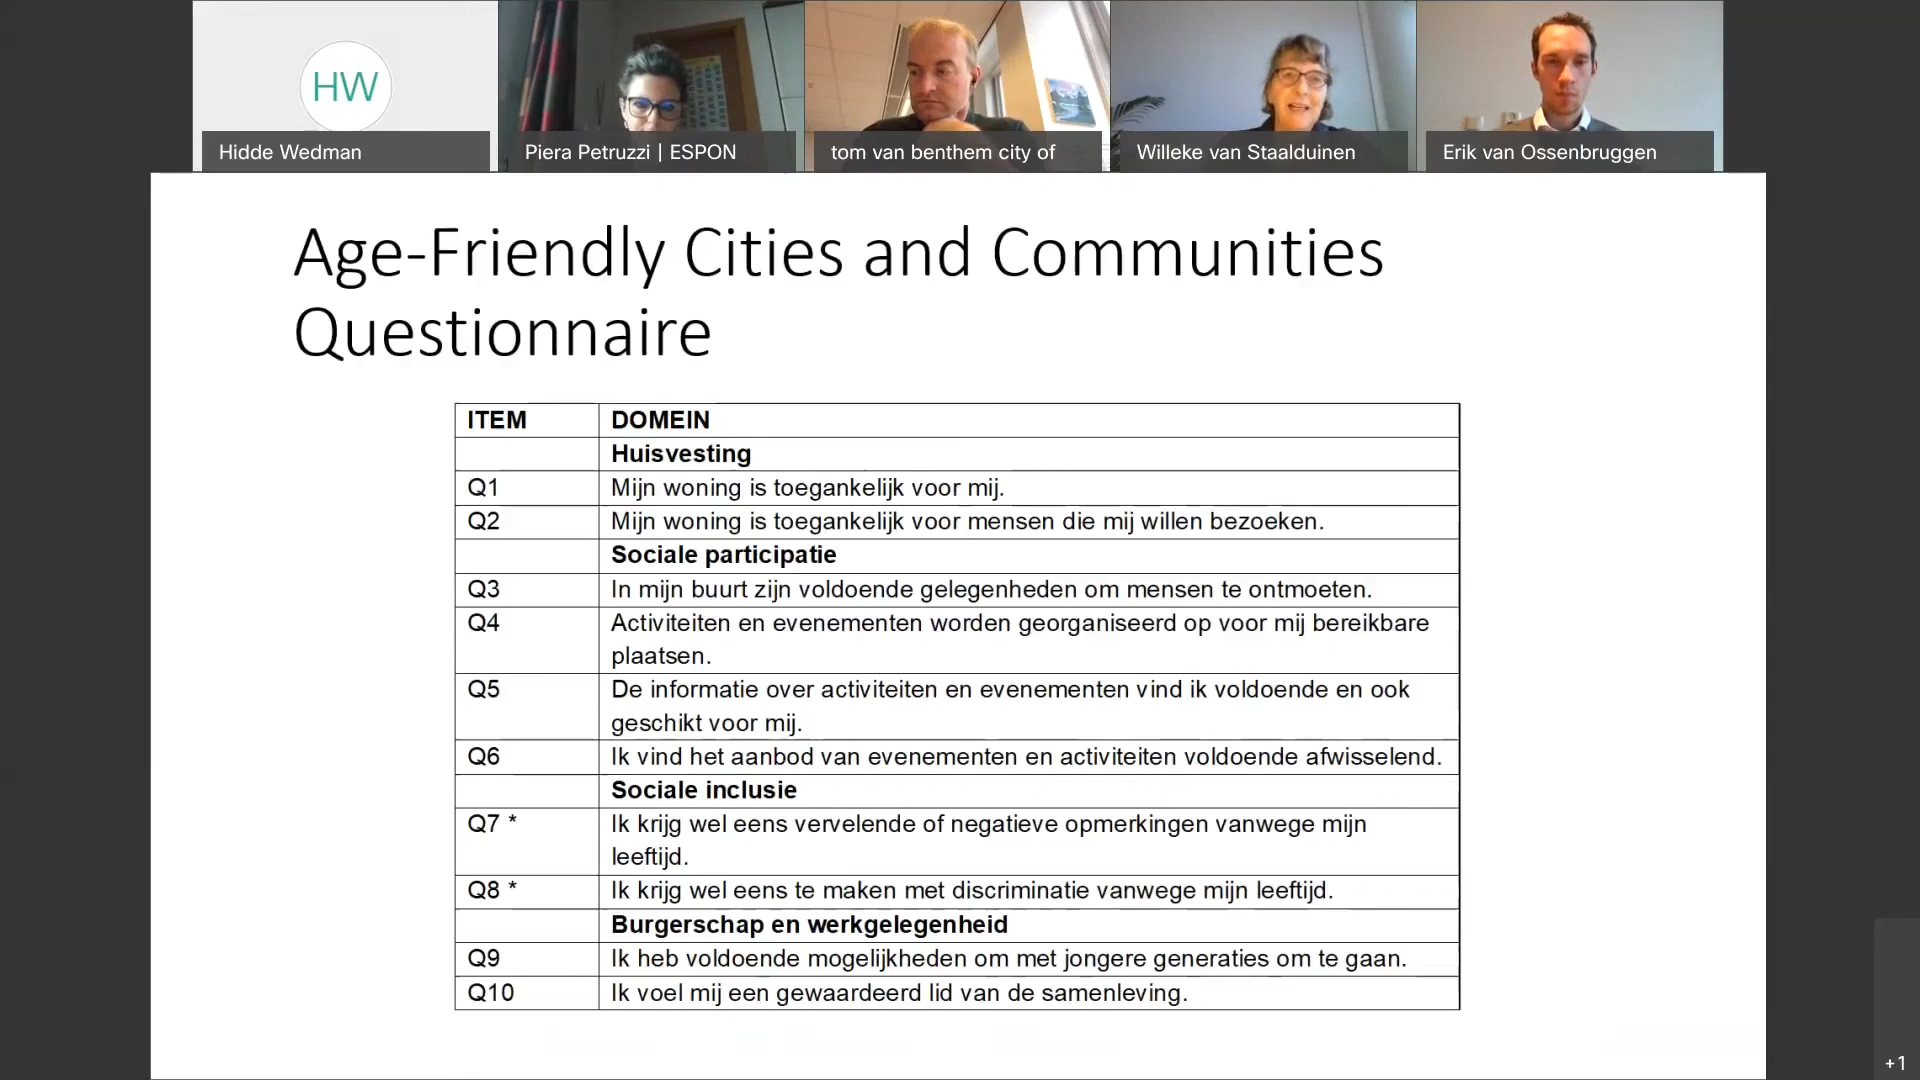 HW
Hidde Wedman
Piera Petruzzi | ESPON
tom van benthem city of
Willeke van Staalduinen
Erik van Ossenbruggen
Age-Friendly Cities and Communities
Questionnaire
ITEM DOMEIN
Huisvesting
Q1 Mijn woning is toegankelijk voor mij.
Q2 Mijn woning is toegankelijk voor mensen die mij willen bezoeken.
Sociale participatie
Q3 In mijn buurt zijn voldoende gelegenheden om mensen te ontmoeten.
Q4 Activiteiten en evenementen worden georganiseerd op voor mij bereikbare
plaatsen.
Q5 De informatie over activiteiten en evenementen vind ik voldoende en ook
geschikt voor mij.
Q6 Ik vind het aanbod van evenementen en activiteiten voldoende afwisselend.
Sociale inclusie
Q7 * Ik krijg wel eens vervelende of negatieve opmerkingen vanwege mijn
leeftijd.
Q8 * Ik krijg wel eens te maken met discriminatie vanwege mijn leeftijd.
Burgerschap en werkgelegenheid
Q9 Ik heb voldoende mogelijkheden om met jongere generaties om te gaan.
Q10 Ik voel mij een gewaardeerd lid van de samenleving.
+1